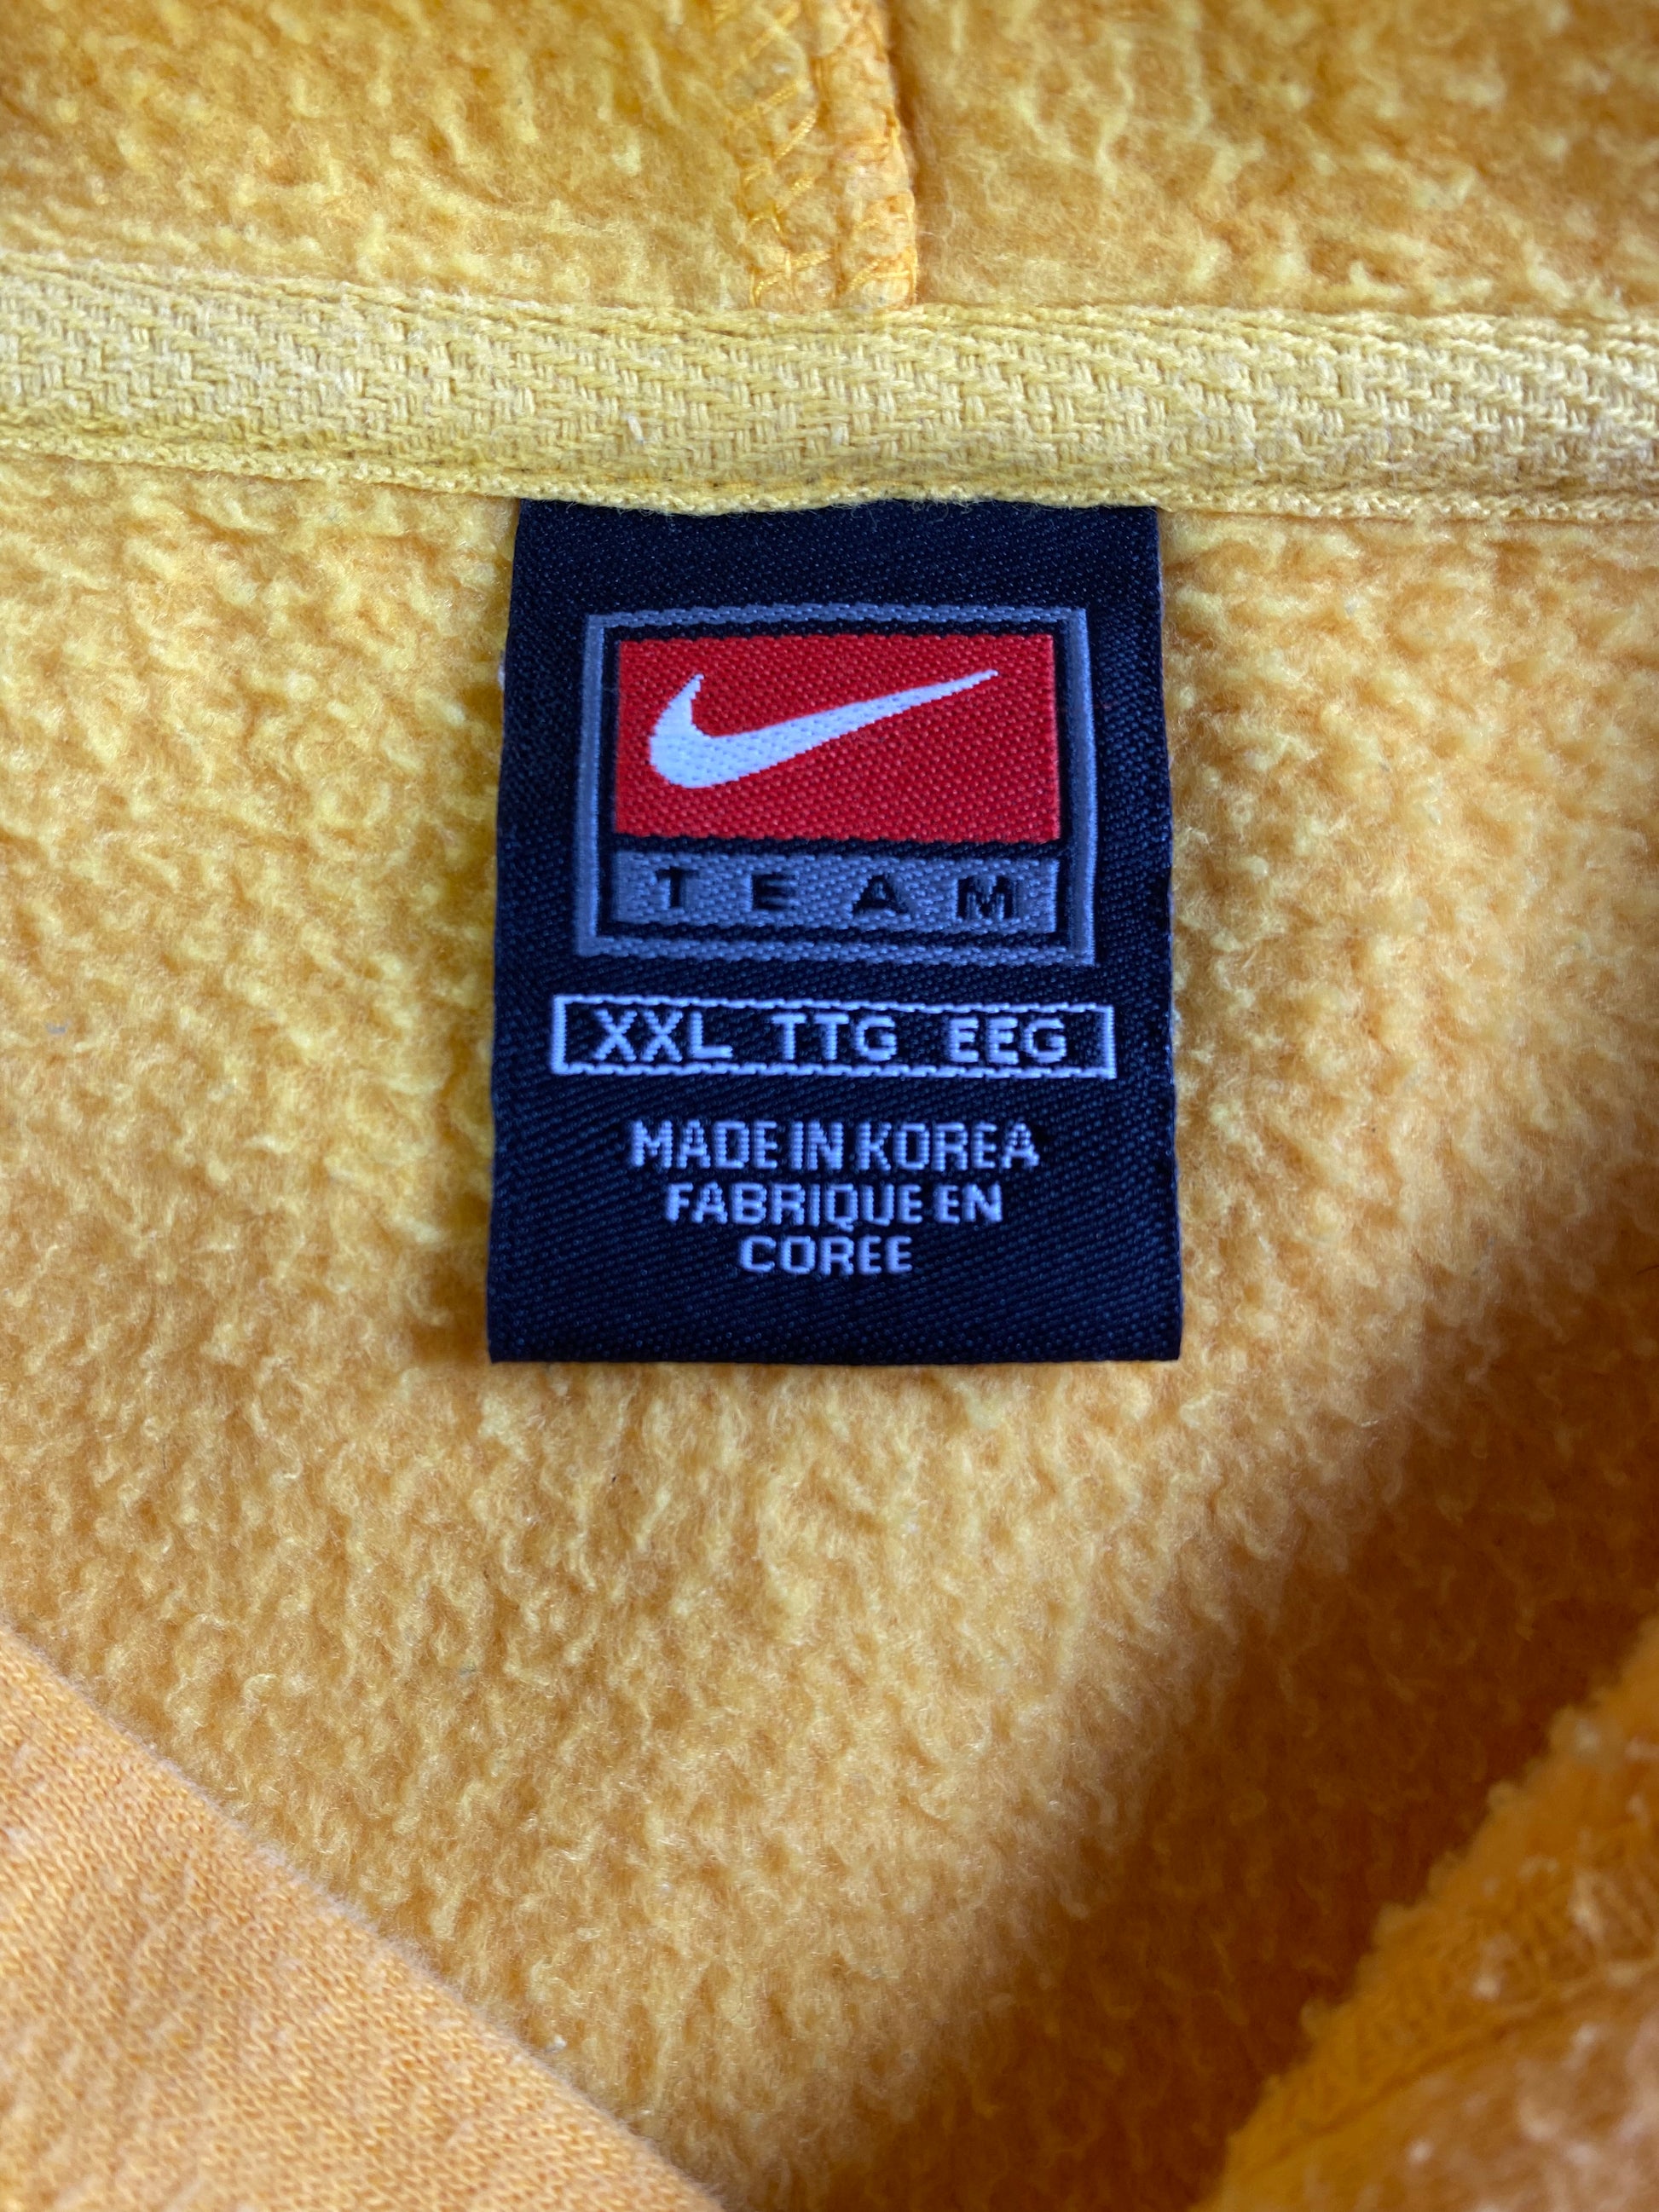 TEAM
XXL TTG EEG
MADE IN KOREA
FABRIQUE EN
COREE